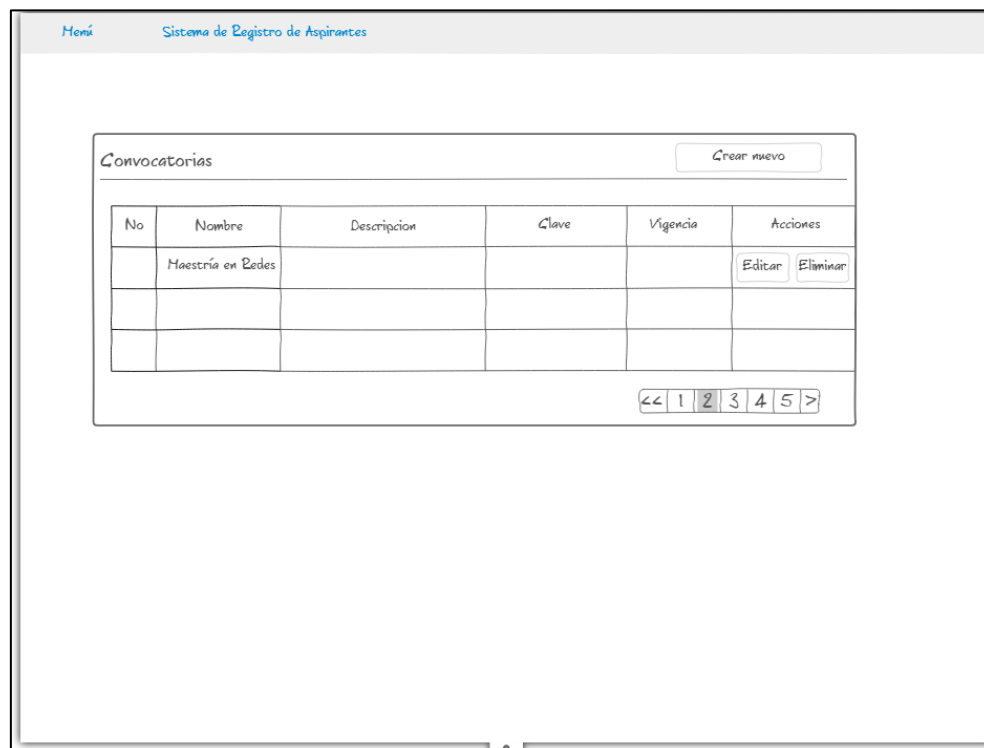 Menú Sistema de Registro de Aspirantes
Convocatorias Crear nuevo
No Nombre Descripcion Clave Vigencia Acciones
Maestría en Redes Editar Eliminar
<< 1 2 3 4 5 >